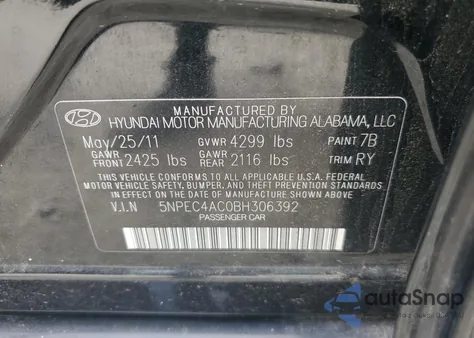 MANUFACTURED BY
HYUNDAI MOTOR MANUFACTURING ALABAMA, LLC
May/25/11 GVWR 4299 lbs PAINT 7B
GAWR FRONT 2425 lbs GAWR REAR 2116 lbs TRIM RY
THIS VEHICLE CONFORMS TO ALL APPLICABLE U.S.A. FEDERAL
MOTOR VEHICLE SAFETY, BUMPER, AND THEFT PREVENTION STANDARDS
IN EFFECT ON THE DATE OF MANUFACTURE SHOWN ABOVE.
V.I.N 5NPEC4AC0BH306392
PASSENGER CAR
autoSnap